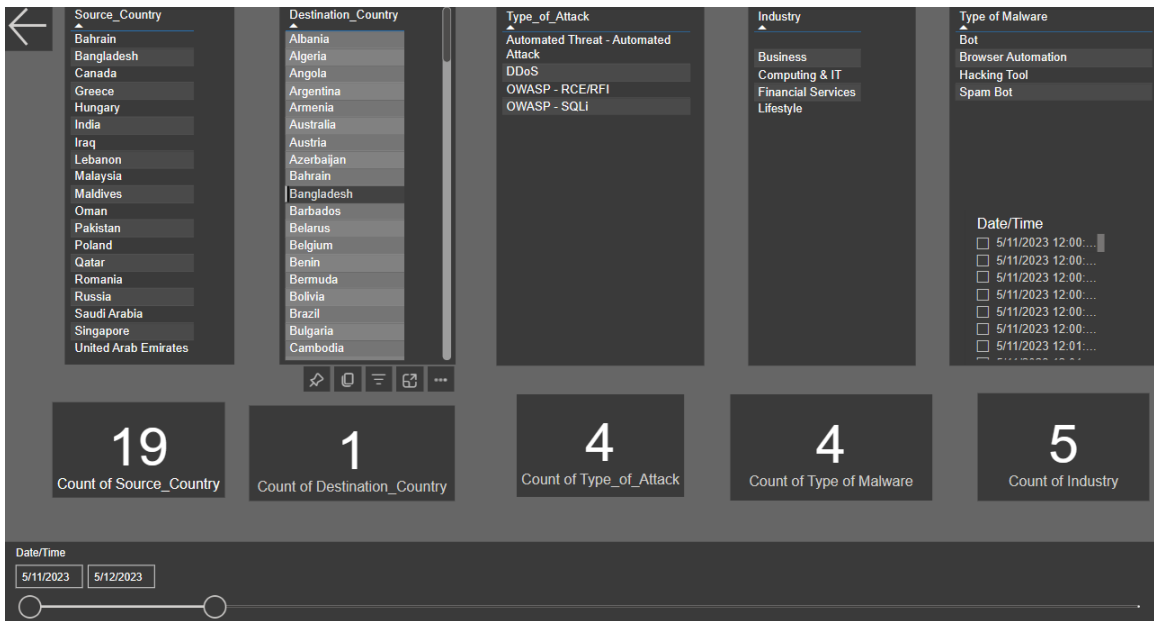 Source_Country
Bahrain
Bangladesh
Canada
Greece
Hungary
India
Iraq
Lebanon
Malaysia
Maldives
Oman
Pakistan
Poland
Qatar
Romania
Russia
Saudi Arabia
Singapore
United Arab Emirates
Destination_Country
Albania
Algeria
Angola
Argentina
Armenia
Australia
Austria
Azerbaijan
Bahrain
Bangladesh
Barbados
Belarus
Belgium
Benin
Bermuda
Bolivia
Brazil
Bulgaria
Cambodia
Type_of_Attack
Automated Threat - Automated
Attack
DDoS
OWASP - RCE/RFI
OWASP - SQLi
Industry
Business
Computing & IT
Financial Services
Lifestyle
Type of Malware
Bot
Browser Automation
Hacking Tool
Spam Bot
Date/Time
5/11/2023 12:00:...
5/11/2023 12:00:...
5/11/2023 12:00:...
5/11/2023 12:00:...
5/11/2023 12:00:...
5/11/2023 12:00:...
5/11/2023 12:01:...
19
Count of Source_Country
1
Count of Destination_Country
4
Count of Type_of_Attack
4
Count of Type of Malware
5
Count of Industry
Date/Time
5/11/2023
5/12/2023